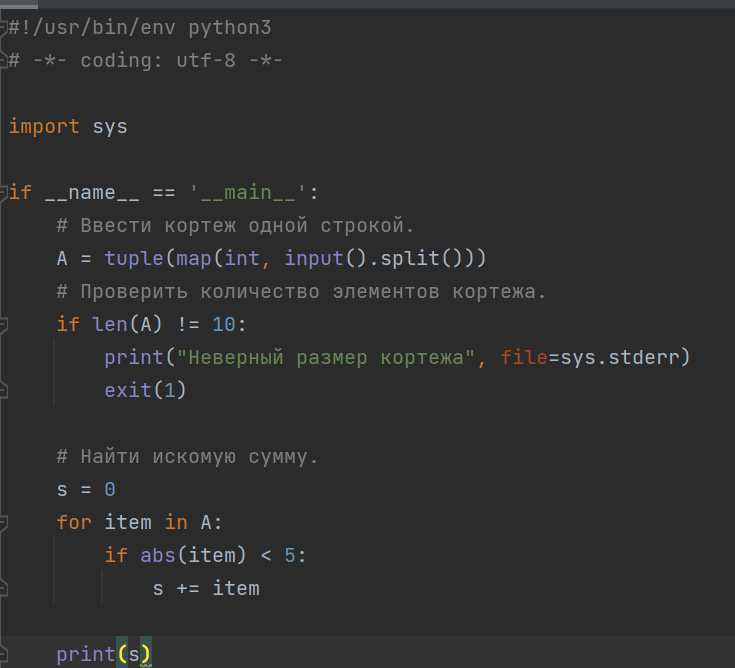 #!/usr/bin/env python3
# -*- coding: utf-8 -*-
import sys
if __name__ == '__main__':
    # Ввести кортеж одной строкой.
    A = tuple(map(int, input().split()))
    # Проверить количество элементов кортежа.
    if len(A) != 10:
        print("Неверный размер кортежа", file=sys.stderr)
        exit(1)
    # Найти искомую сумму.
    s = 0
    for item in A:
        if abs(item) < 5:
            s += item
    print(s)